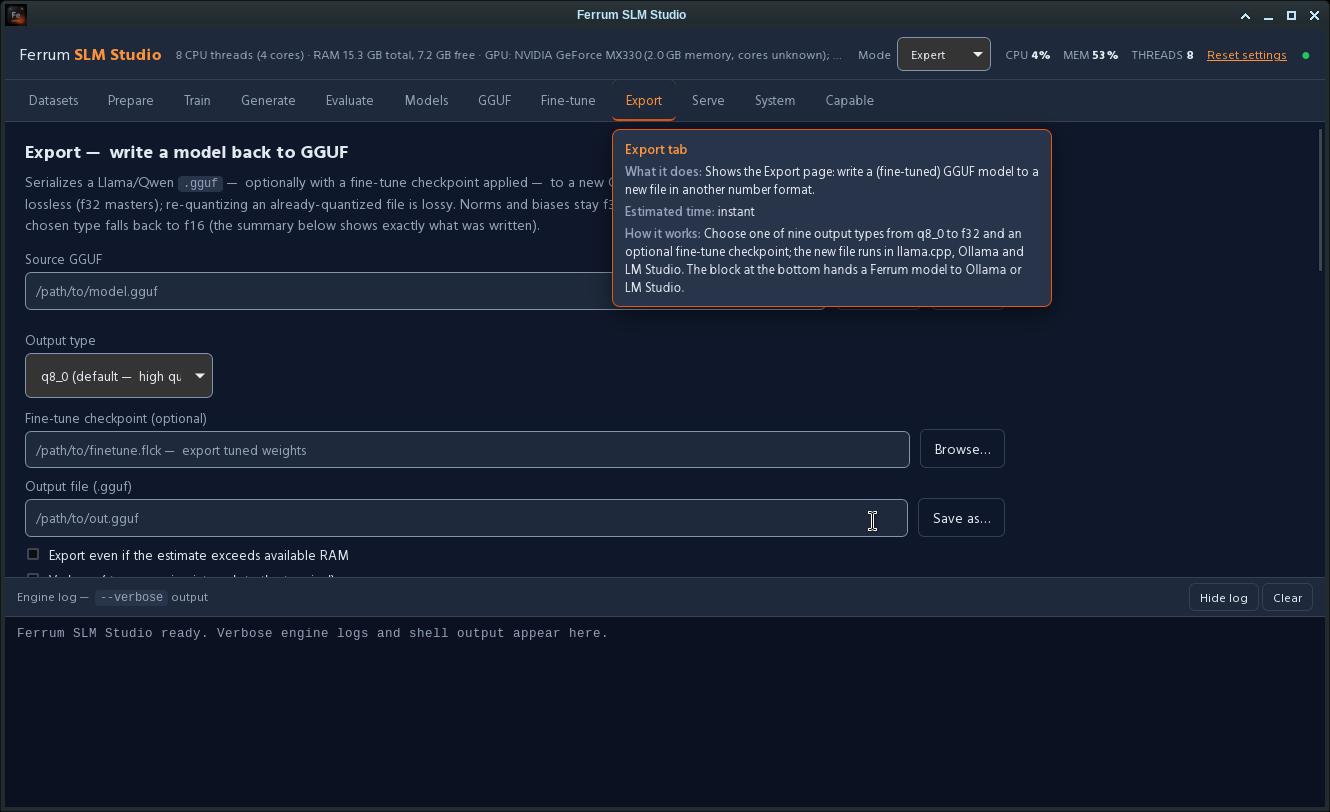 Ferrum SLM Studio
Ferrum SLM Studio
8 CPU threads (4 cores) · RAM 15.3 GB total, 7.2 GB free · GPU: NVIDIA GeForce MX330 (2.0 GB memory, cores unknown); ...
Mode
Expert
CPU 4%
MEM 53%
THREADS 8
Reset settings
Datasets
Prepare
Train
Generate
Evaluate
Models
GGUF
Fine-tune
Export
Serve
System
Capable
Export — write a model back to GGUF
Serializes a Llama/Qwen .gguf — optionally with a fine-tune checkpoint applied — to a new
lossless (f32 masters); re-quantizing an already-quantized file is lossy. Norms and biases stay
chosen type falls back to f16 (the summary below shows exactly what was written).
Export tab
What it does: Shows the Export page: write a (fine-tuned) GGUF model to a
new file in another number format.
Estimated time: instant
How it works: Choose one of nine output types from q8_0 to f32 and an
optional fine-tune checkpoint; the new file runs in llama.cpp, Ollama and
LM Studio. The block at the bottom hands a Ferrum model to Ollama or
LM Studio.
Source GGUF
/path/to/model.gguf
Output type
q8_0 (default — high qu
Fine-tune checkpoint (optional)
/path/to/finetune.flck — export tuned weights
Browse...
Output file (.gguf)
/path/to/out.gguf
Save as...
Export even if the estimate exceeds available RAM
Engine log — --verbose output
Hide log
Clear
Ferrum SLM Studio ready. Verbose engine logs and shell output appear here.